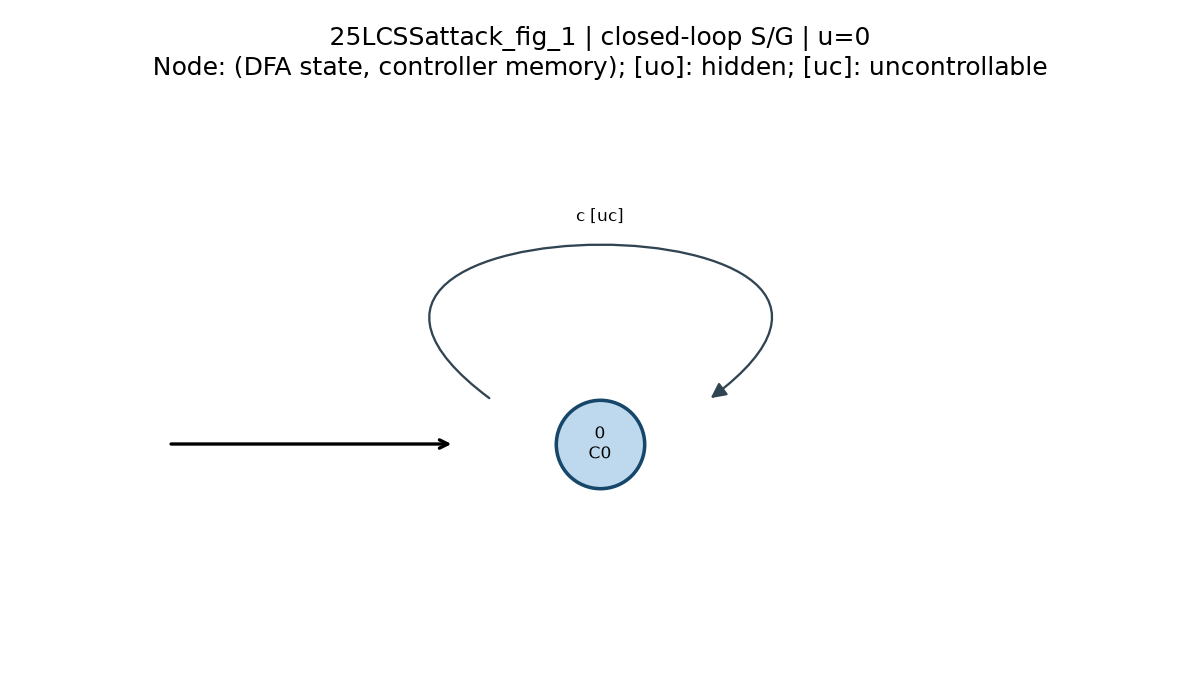 25LCSSattack_fig_1 | closed-loop S/G | u=0
Node: (DFA state, controller memory); [uo]: hidden; [uc]: uncontrollable
c [uc]
0
C0